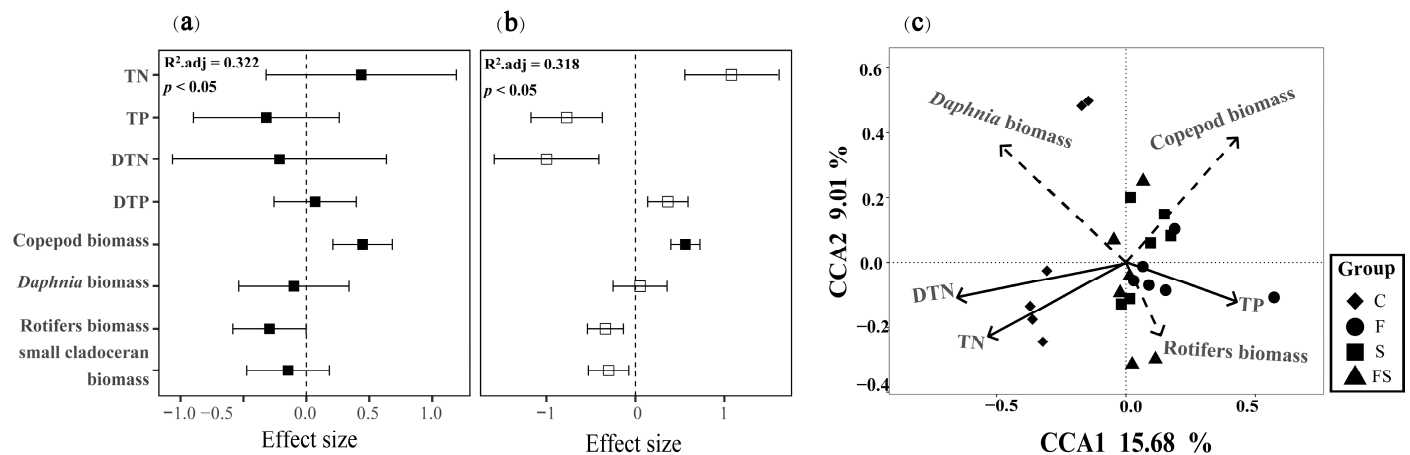 (a)
R².adj = 0.322
p < 0.05
TN
TP
DTN
DTP
Copepod biomass
Daphnia biomass
Rotifers biomass
small cladoceran
biomass
−1.0 −0.5 0.0 0.5 1.0
Effect size
(b)
R².adj = 0.318
p < 0.05
−1 0 1
Effect size
(c)
0.6
0.4
0.2
0.0
−0.2
−0.4
CCA2 9.01 %
Daphnia biomass
Copepod biomass
DTN
TN
TP
Rotifers biomass
−0.5 0.0 0.5
CCA1 15.68 %
Group
C
F
S
FS